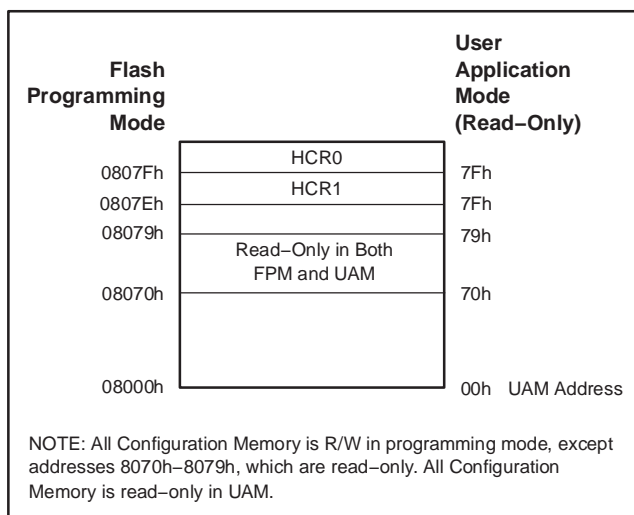 Flash
Programming
Mode
User
Application
Mode
(Read−Only)
HCR0
0807Fh
7Fh
HCR1
0807Eh
7Fh
08079h
79h
Read−Only in Both
FPM and UAM
08070h
70h
08000h
00h UAM Address
NOTE: All Configuration Memory is R/W in programming mode, except
addresses 8070h−8079h, which are read−only. All Configuration
Memory is read−only in UAM.